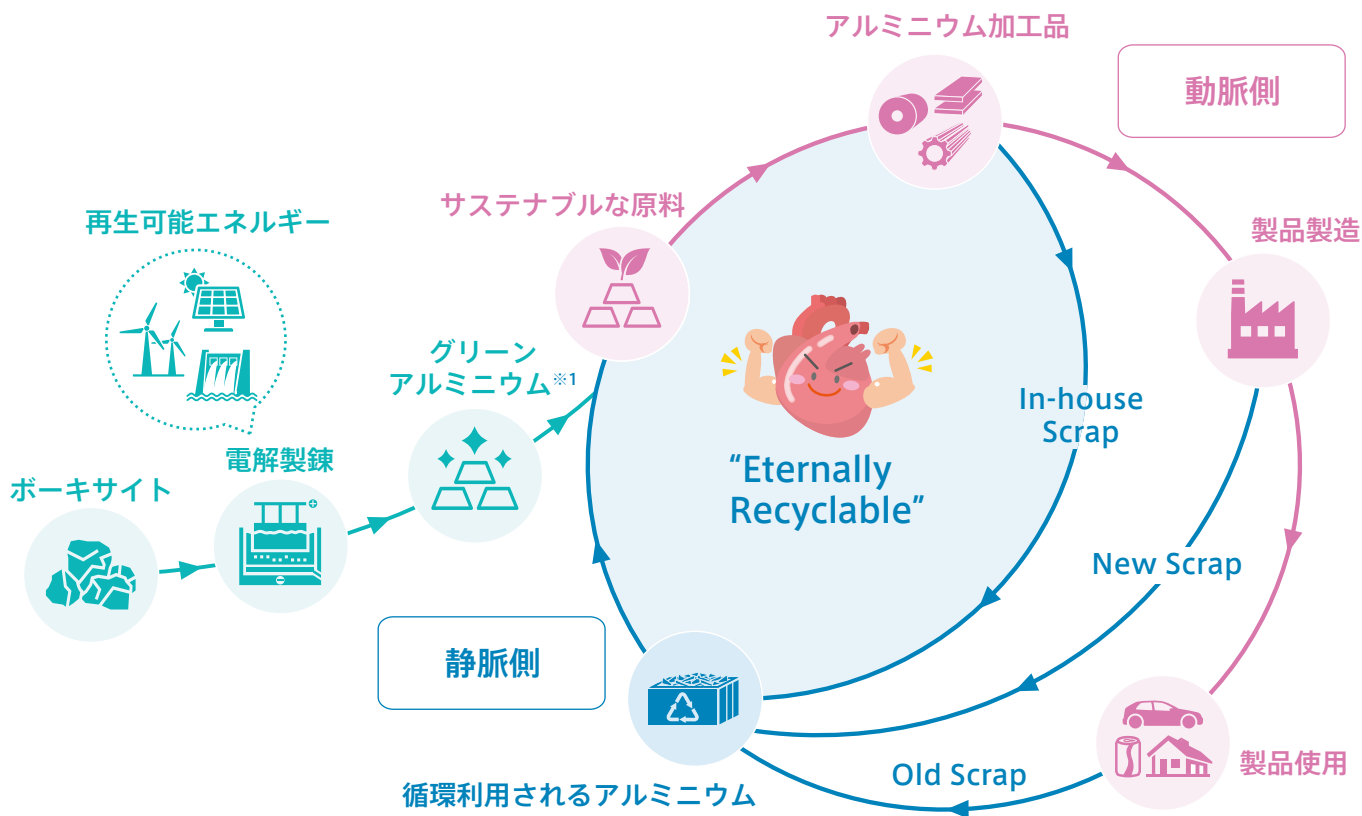 アルミニウム加工品
動脈側
サステナブルな原料
製品製造
再生可能エネルギー
グリーン
アルミニウム※1
In-house
Scrap
電解製錬
“Eternally
Recyclable”
ボーキサイト
New Scrap
静脈側
製品使用
Old Scrap
循環利用されるアルミニウム